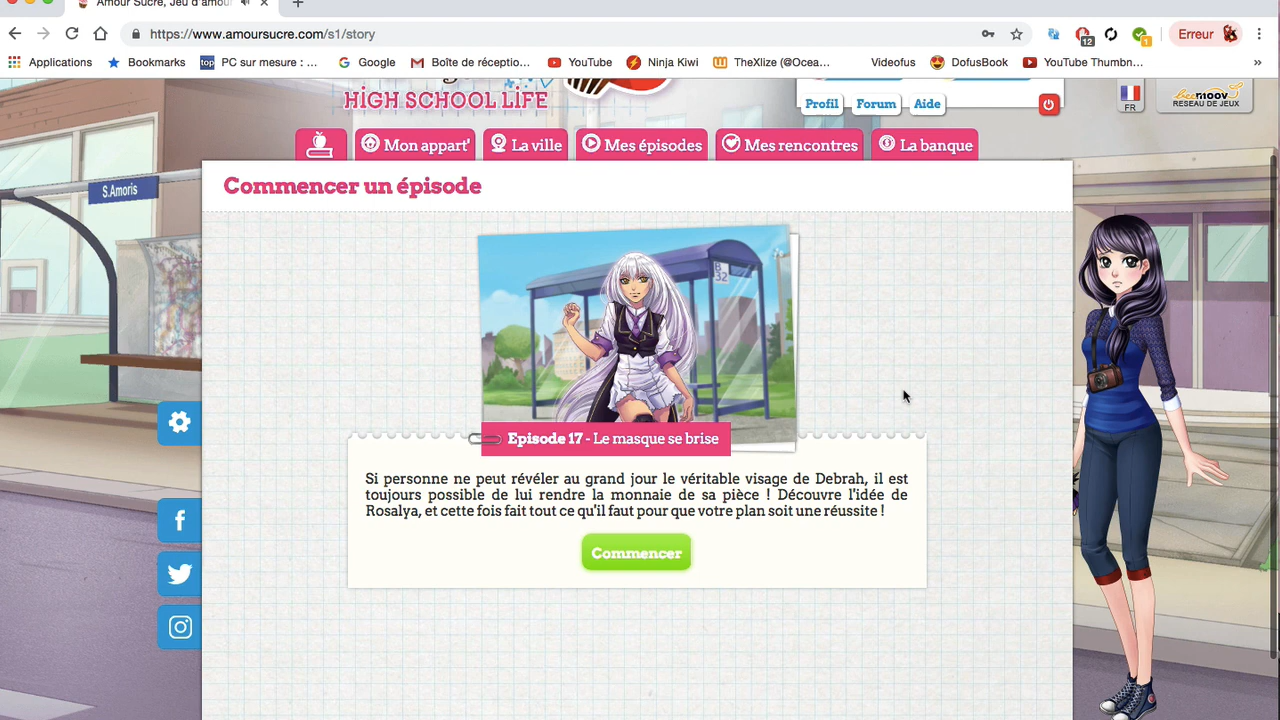 Amour Sucre, Jeu d'amou
https://www.amoursucre.com/s1/story
12
1
Erreur
Applications
Bookmarks
top
PC sur mesure : ...
Google
Boîte de réceptio...
YouTube
Ninja Kiwi
TheXlize (@Ocea...
Videofus
DofusBook
YouTube Thumbn...
»
HIGH SCHOOL LIFE
Profil
Forum
Aide
FR
RESEAU DE JEUX
Mon appart'
La ville
Mes épisodes
Mes rencontres
La banque
S.Amoris
Commencer un épisode
B
32
Episode 17 - Le masque se brise
Si personne ne peut révéler au grand jour le véritable visage de Debrah, il est
toujours possible de lui rendre la monnaie de sa pièce ! Découvre l'idée de
Rosalya, et cette fois fait tout ce qu'il faut pour que votre plan soit une réussite !
Commencer